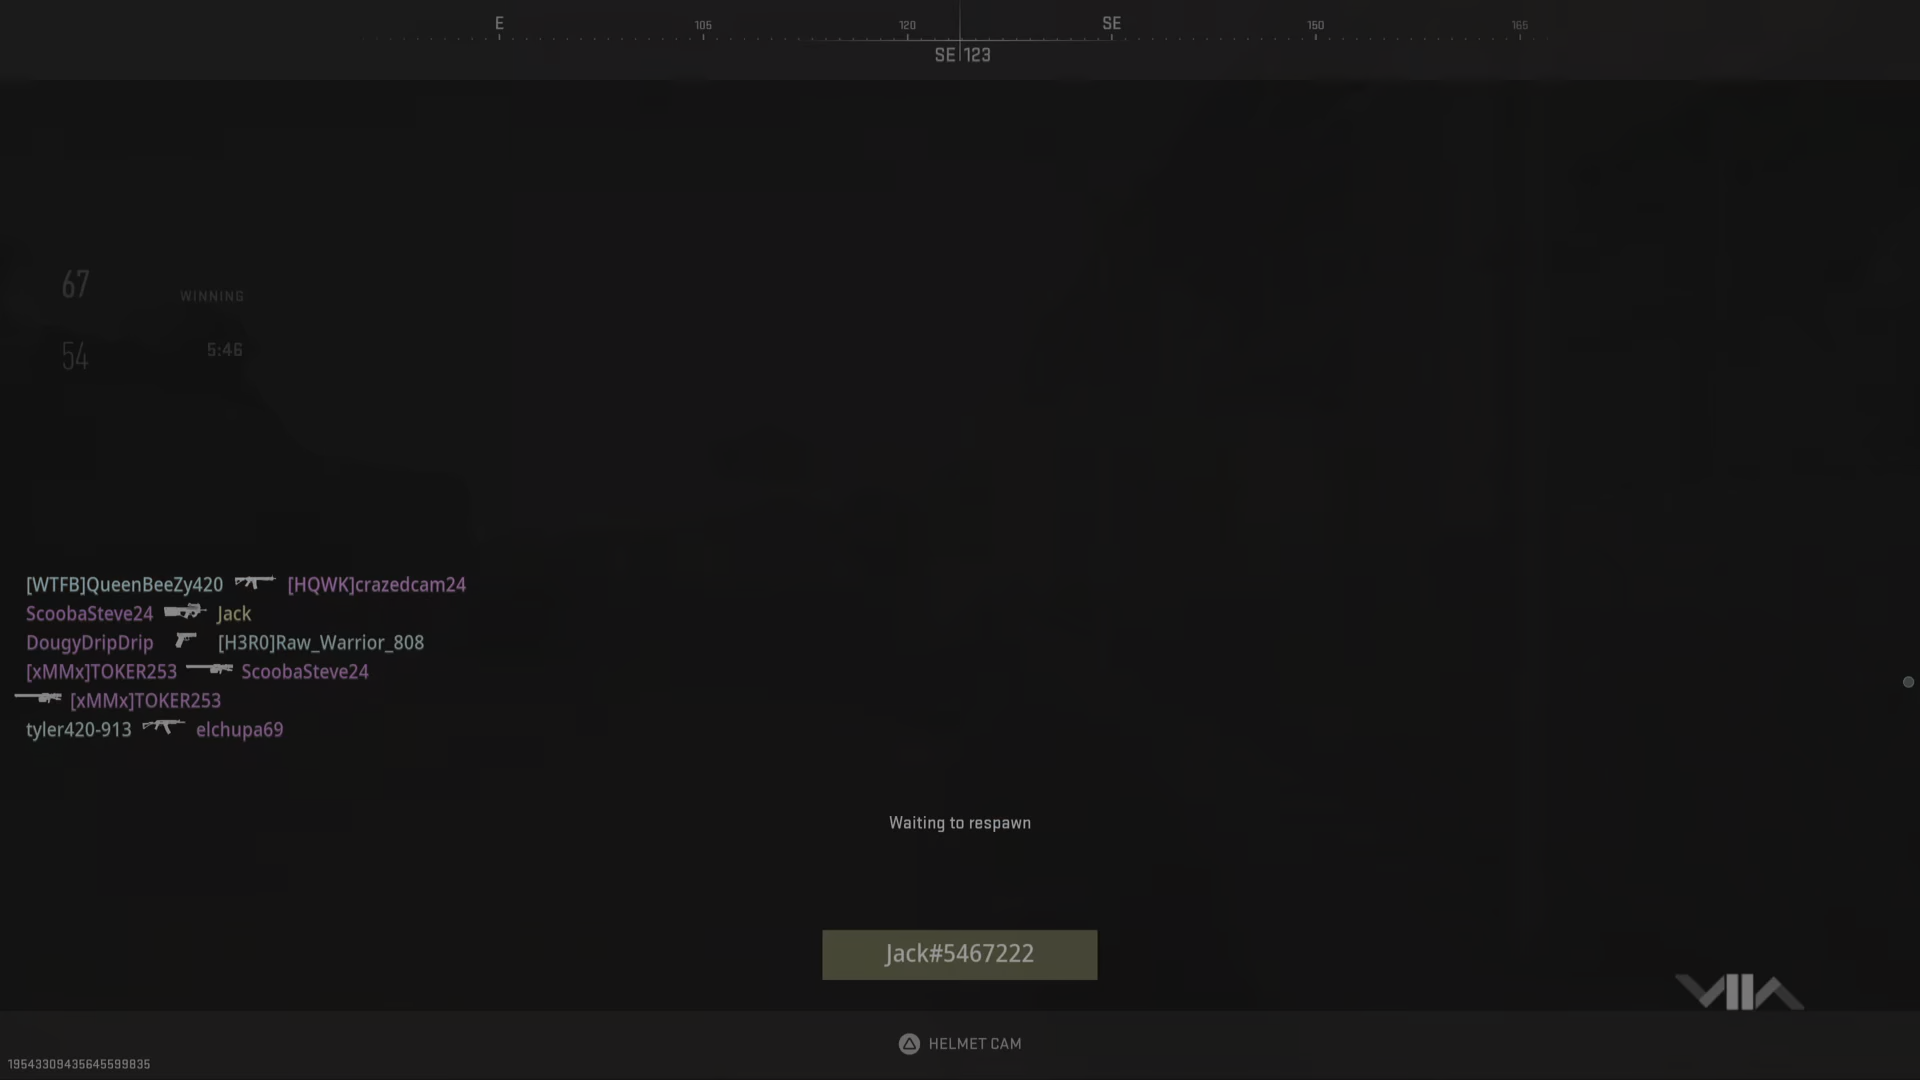 E 105 120 SE 150 165
SE 123
67 WINNING
54 5:46
[WTFB]QueenBeeZy420 [HQWK]crazedcam24
ScoobaSteve24 Jack
DougyDripDrip [H3R0]Raw_Warrior_808
[xMMx]TOKER253 ScoobaSteve24
[xMMx]TOKER253
tyler420-913 elchupa69
Waiting to respawn
Jack#5467222
HELMET CAM
19543309435645599835